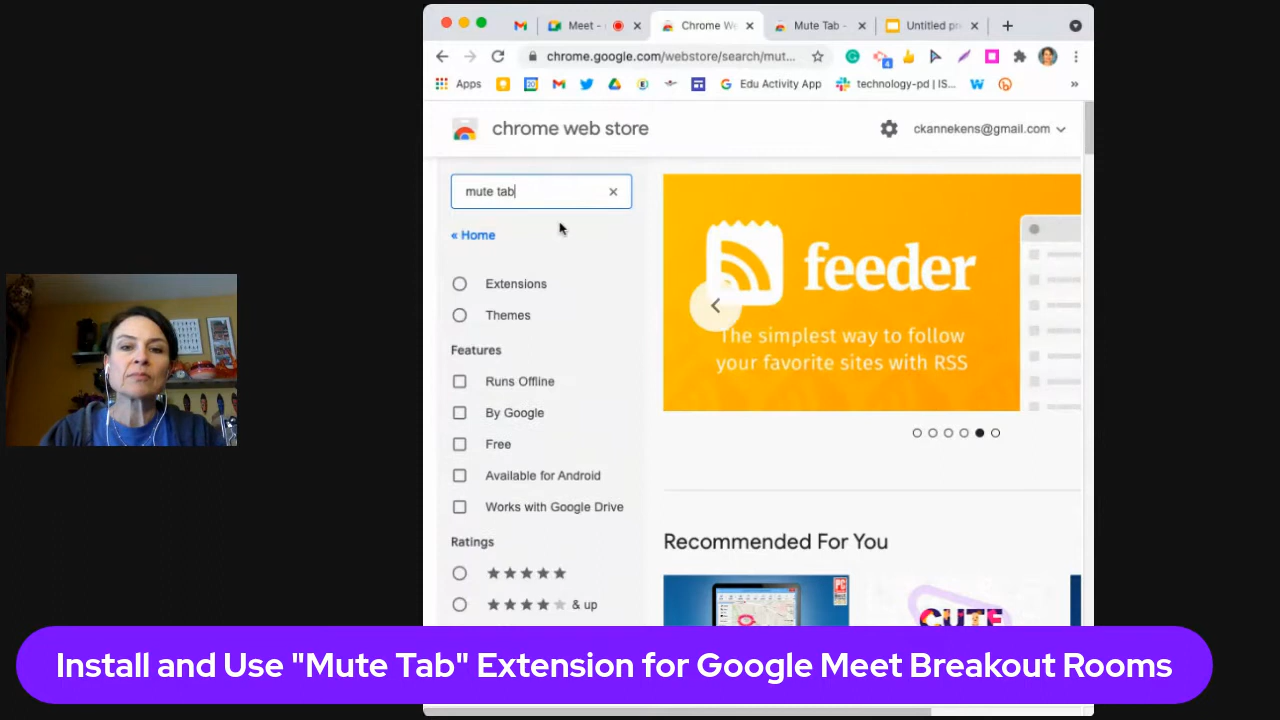 Meet -
Chrome We
Mute Tab -
Untitled pr
chrome.google.com/webstore/search/mut...
4
Apps
Edu Activity App
technology-pd | IS...
»
chrome web store
ckannekens@gmail.com
mute tab
« Home
Extensions
Themes
Features
Runs Offline
By Google
Free
Available for Android
Works with Google Drive
Ratings
& up
feeder
The simplest way to follow
your favorite sites with RSS
Recommended For You
CUTE
Install and Use "Mute Tab" Extension for Google Meet Breakout Rooms